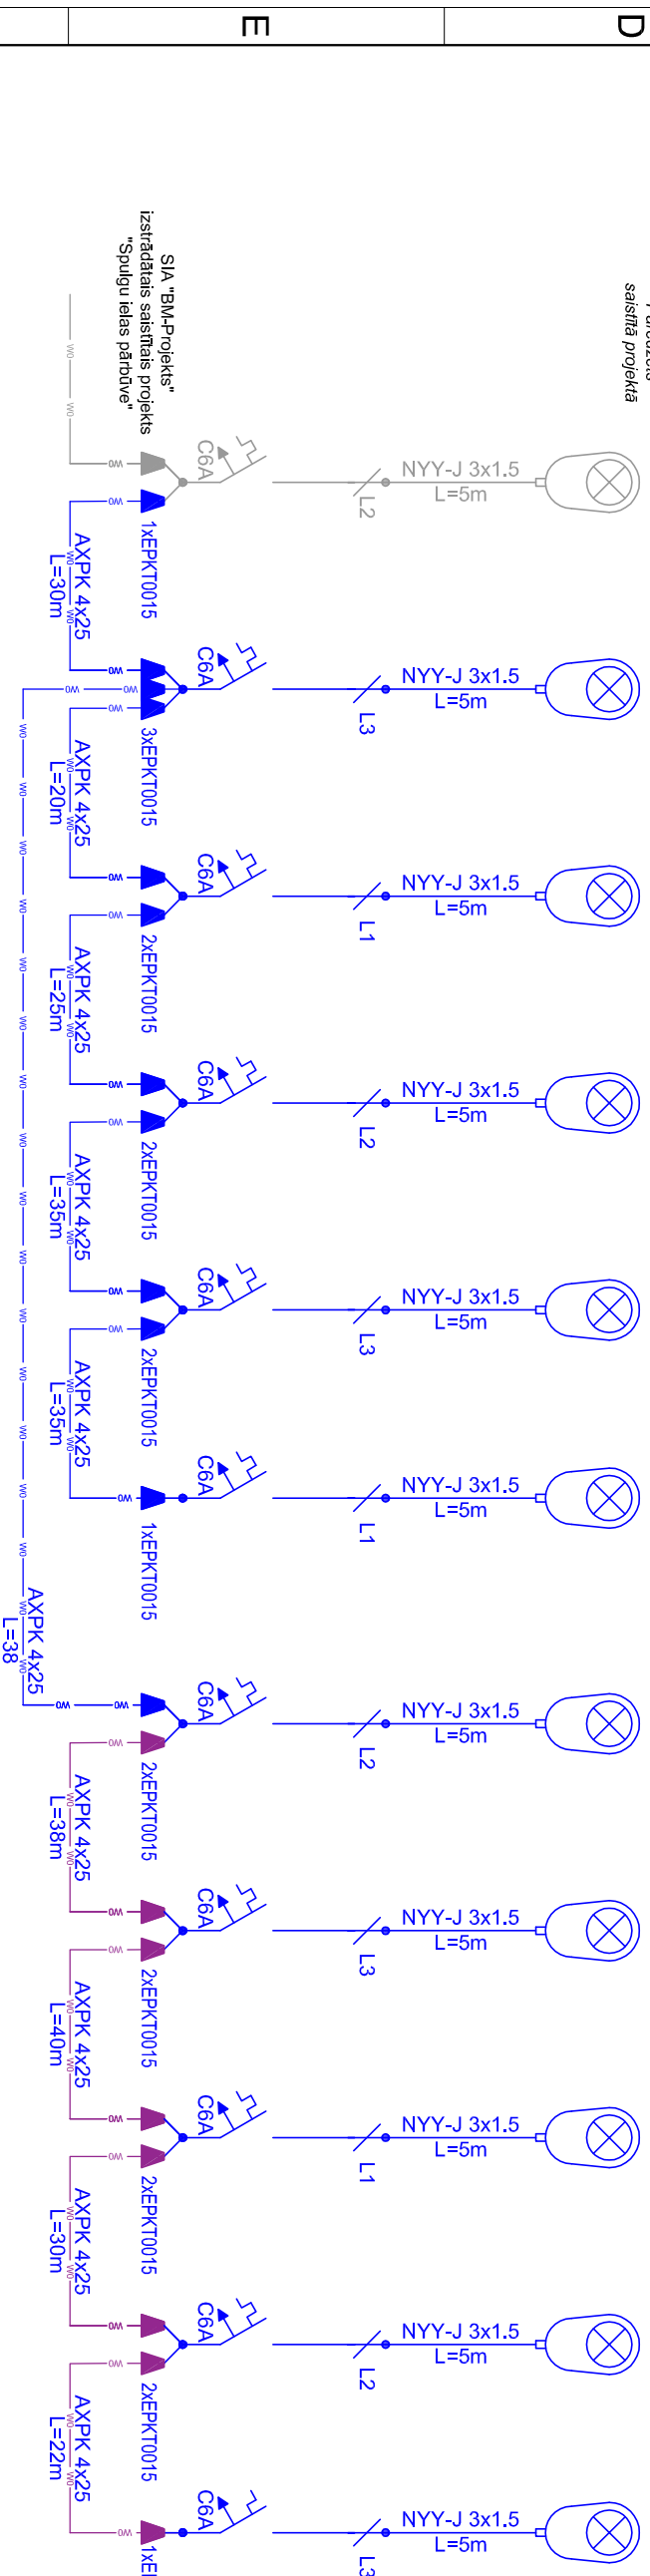 E
D
saistītā projektā
SIA "BM-Projekts"
izstrādātais saistītais projekts
"Spulgu ielas pārbūve"
NYY-J 3x1.5
L=5m
L2
C6A
1xEPKT0015
AXPK 4x25
L=30m
NYY-J 3x1.5
L=5m
L3
C6A
3xEPKT0015
AXPK 4x25
L=20m
NYY-J 3x1.5
L=5m
L1
C6A
2xEPKT0015
AXPK 4x25
L=25m
NYY-J 3x1.5
L=5m
L2
C6A
2xEPKT0015
AXPK 4x25
L=35m
NYY-J 3x1.5
L=5m
L3
C6A
2xEPKT0015
AXPK 4x25
L=35m
NYY-J 3x1.5
L=5m
L1
C6A
1xEPKT0015
AXPK 4x25
L=38
NYY-J 3x1.5
L=5m
L2
C6A
2xEPKT0015
AXPK 4x25
L=38m
NYY-J 3x1.5
L=5m
L3
C6A
2xEPKT0015
AXPK 4x25
L=40m
NYY-J 3x1.5
L=5m
L1
C6A
2xEPKT0015
AXPK 4x25
L=30m
NYY-J 3x1.5
L=5m
L2
C6A
2xEPKT0015
AXPK 4x25
L=22m
NYY-J 3x1.5
L=5m
L3
C6A